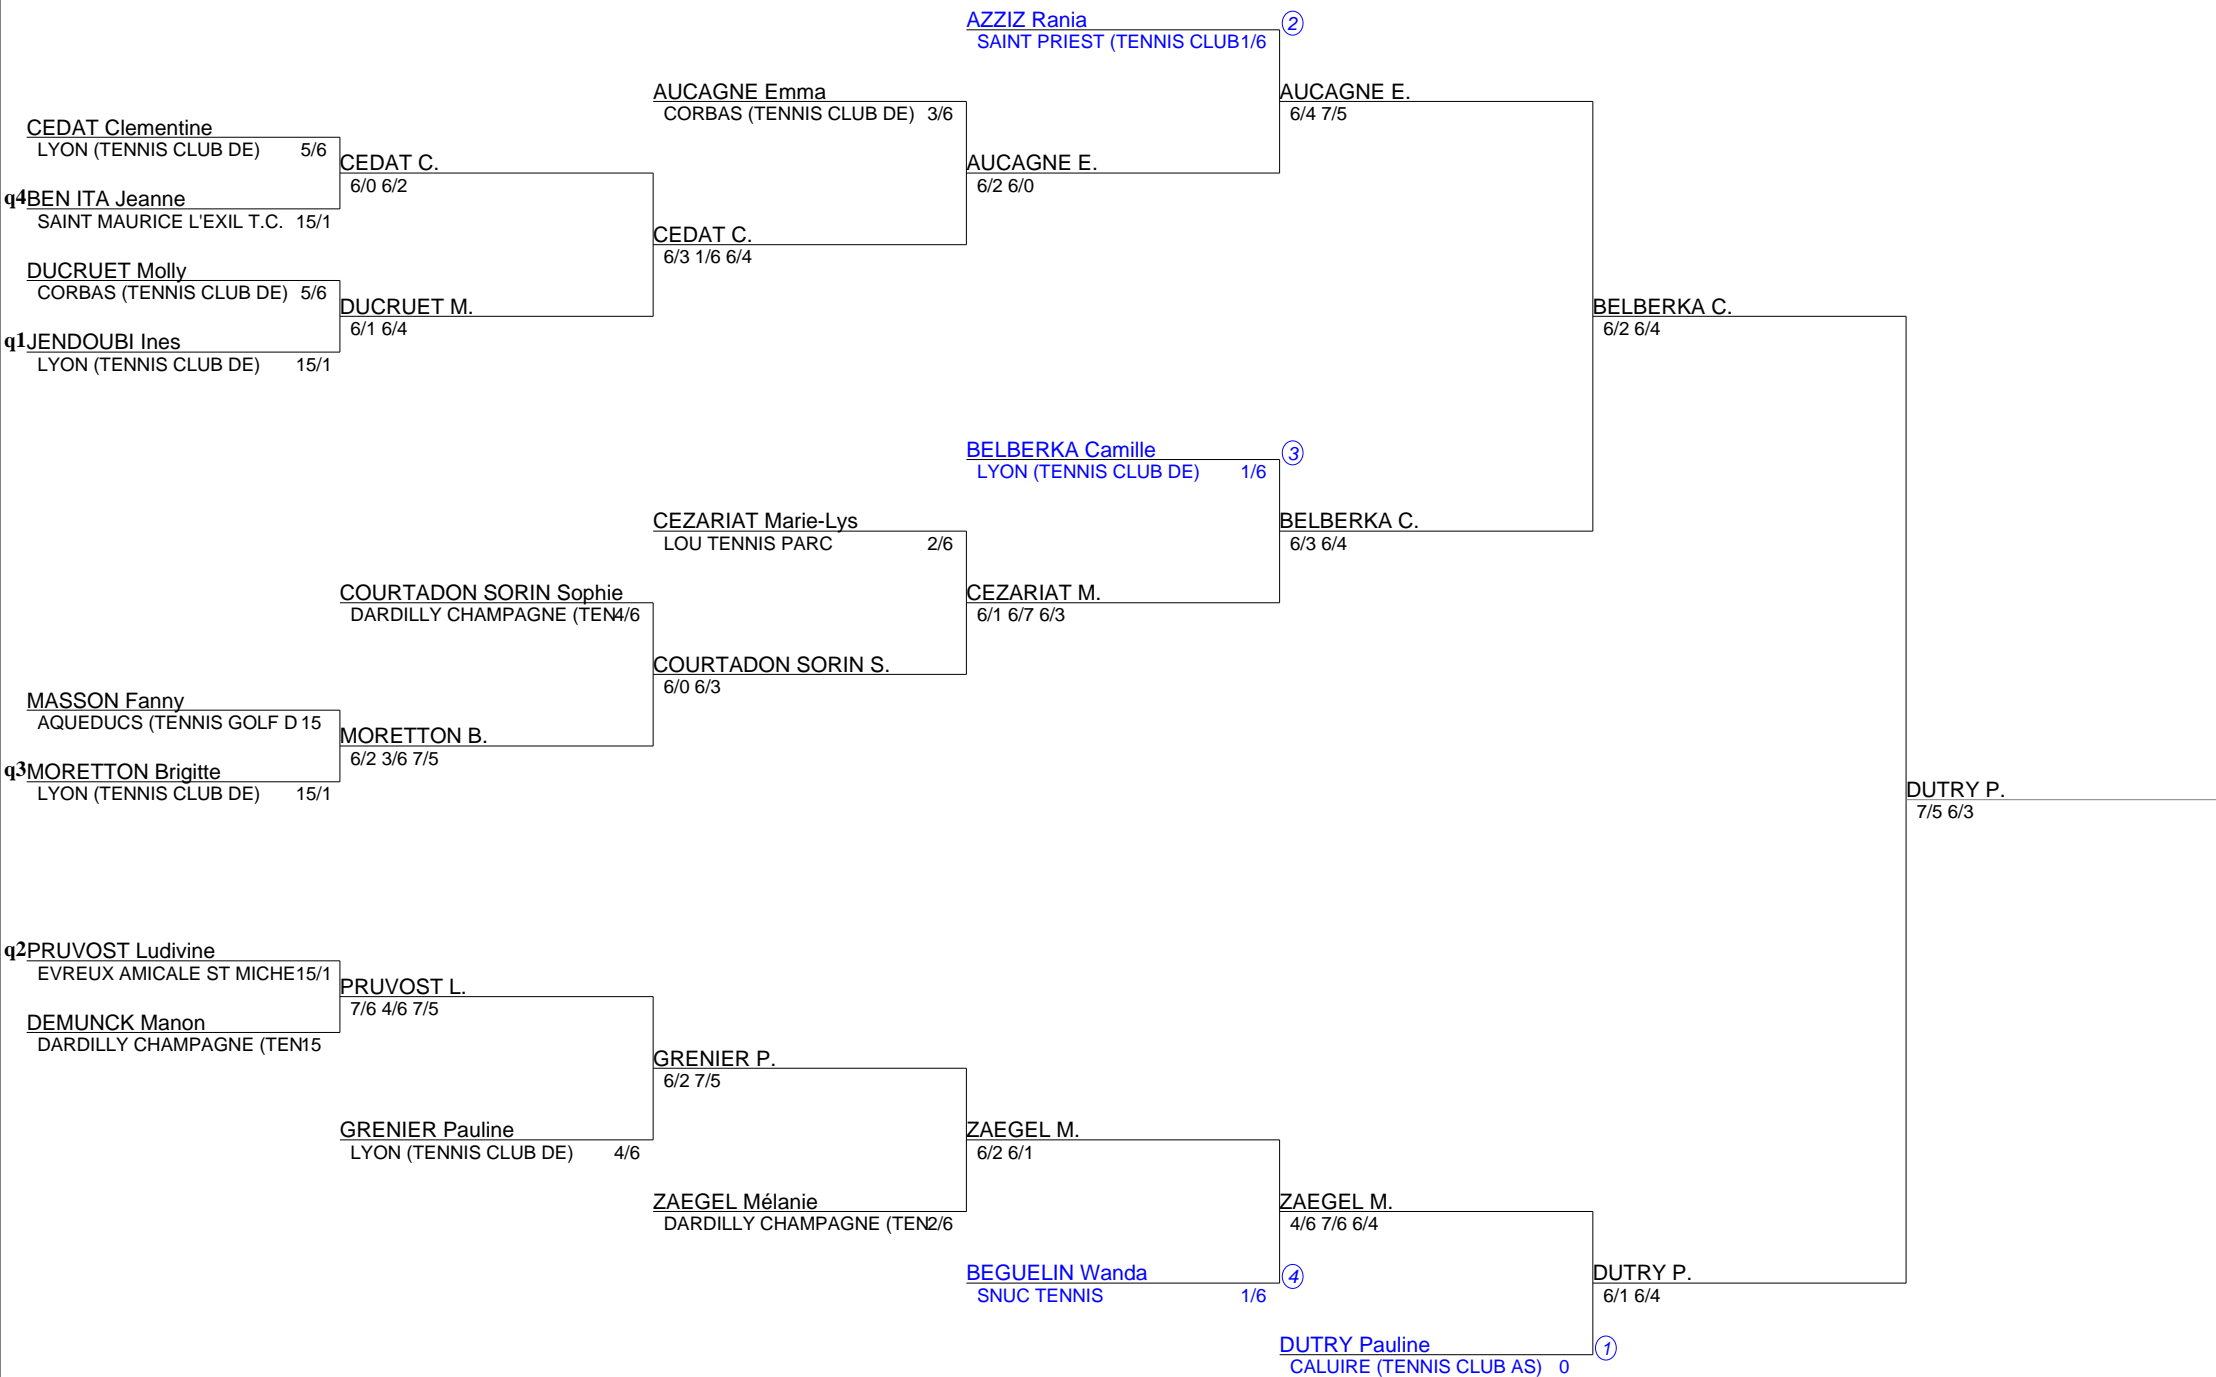 AZZIZ Rania
SAINT PRIEST (TENNIS CLUB 1/6
2
AUCAGNE Emma
CORBAS (TENNIS CLUB DE) 3/6
AUCAGNE E.
6/4 7/5
CEDAT Clementine
LYON (TENNIS CLUB DE) 5/6
CEDAT C.
6/0 6/2
AUCAGNE E.
6/2 6/0
q4 BEN ITA Jeanne
SAINT MAURICE L'EXIL T.C. 15/1
CEDAT C.
6/3 1/6 6/4
DUCRUET Molly
CORBAS (TENNIS CLUB DE) 5/6
DUCRUET M.
6/1 6/4
BELBERKA C.
6/2 6/4
q1 JENDOUBI Ines
LYON (TENNIS CLUB DE) 15/1
BELBERKA Camille
LYON (TENNIS CLUB DE) 1/6
3
CEZARIAT Marie-Lys
LOU TENNIS PARC 2/6
BELBERKA C.
6/3 6/4
COURTADON SORIN Sophie
DARDILLY CHAMPAGNE (TEN 4/6
CEZARIAT M.
6/1 6/7 6/3
COURTADON SORIN S.
6/0 6/3
MASSON Fanny
AQUEDUCS (TENNIS GOLF D 15
MORETTON B.
6/2 3/6 7/5
q3 MORETTON Brigitte
LYON (TENNIS CLUB DE) 15/1
DUTRY P.
7/5 6/3
q2 PRUVOST Ludivine
EVREUX AMICALE ST MICHE 15/1
PRUVOST L.
7/6 4/6 7/5
DEMUNCK Manon
DARDILLY CHAMPAGNE (TEN 15
GRENIER P.
6/2 7/5
GRENIER Pauline
LYON (TENNIS CLUB DE) 4/6
ZAEGEL M.
6/2 6/1
ZAEGEL Mélanie
DARDILLY CHAMPAGNE (TEN 2/6
ZAEGEL M.
4/6 7/6 6/4
BEGUELIN Wanda
SNUC TENNIS 1/6
4
DUTRY P.
6/1 6/4
DUTRY Pauline
CALUIRE (TENNIS CLUB AS) 0
1